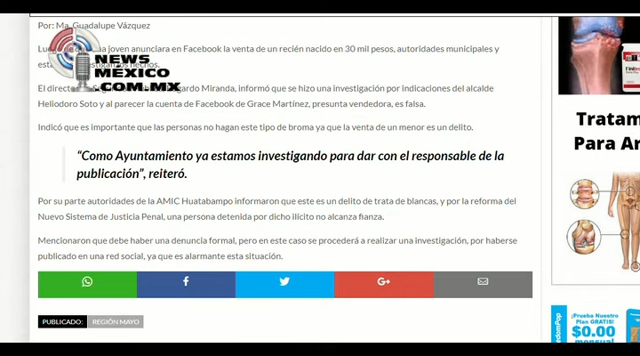 Por: Ma. Guadalupe Vázquez
joven anunciara en Facebook la venta de un recién nacido en 30 mil pesos, autoridades municipales y
hechos.
NEWS
MÉXICO
.COM.MX
El director Miranda, informó que se hizo una investigación por indicaciones del alcalde
Heliodoro Soto y al parecer la cuenta de Facebook de Grace Martínez, presunta vendedora, es falsa.
Indicó que es importante que las personas no hagan este tipo de broma ya que la venta de un menor es un delito.
“Como Ayuntamiento ya estamos investigando para dar con el responsable de la
publicación”, reiteró.
Por su parte autoridades de la AMIC Huatabampo informaron que este es un delito de trata de blancas, y por la reforma del
Nuevo Sistema de Justicia Penal, una persona detenida por dicho ilícito no alcanza fianza.
Mencionaron que debe haber una denuncia formal, pero en este caso se procederá a realizar una investigación, por haberse
publicado en una red social, ya que es alarmante esta situación.
G+
PUBLICADO: REGIÓN MAYO
Tratam
Para Ar
¡Prueba Nuestro
Plan GRATIS!
$0.00
mensual